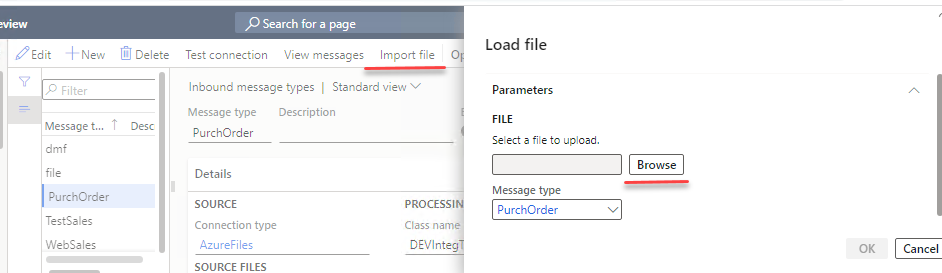 eview
Search for a page
Edit
New
Delete
Test connection
View messages
Import file
Op
Filter
Message t...
Desc
dmf
file
PurchOrder
TestSales
WebSales
Inbound message types | Standard view
Message type
Description
PurchOrder
Details
SOURCE
PROCESSIN
Connection type
Class name
AzureFiles
DEVIntegT
SOURCE FILES
Load file
Parameters
FILE
Select a file to upload.
Browse
Message type
PurchOrder
OK
Cancel